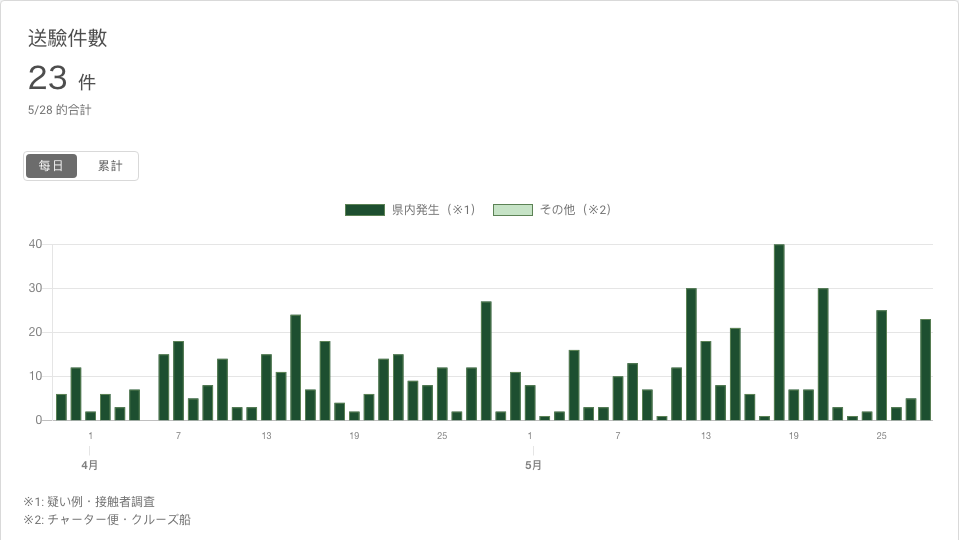 送驗件數
23 件
5/28 的合計
每日 累計
県内発生（※1） その他（※2）
40
30
20
10
0
1 7 13 19 25 1 7 13 19 25
4月 5月
※1: 疑い例・接触者調査
※2: チャーター便・クルーズ船